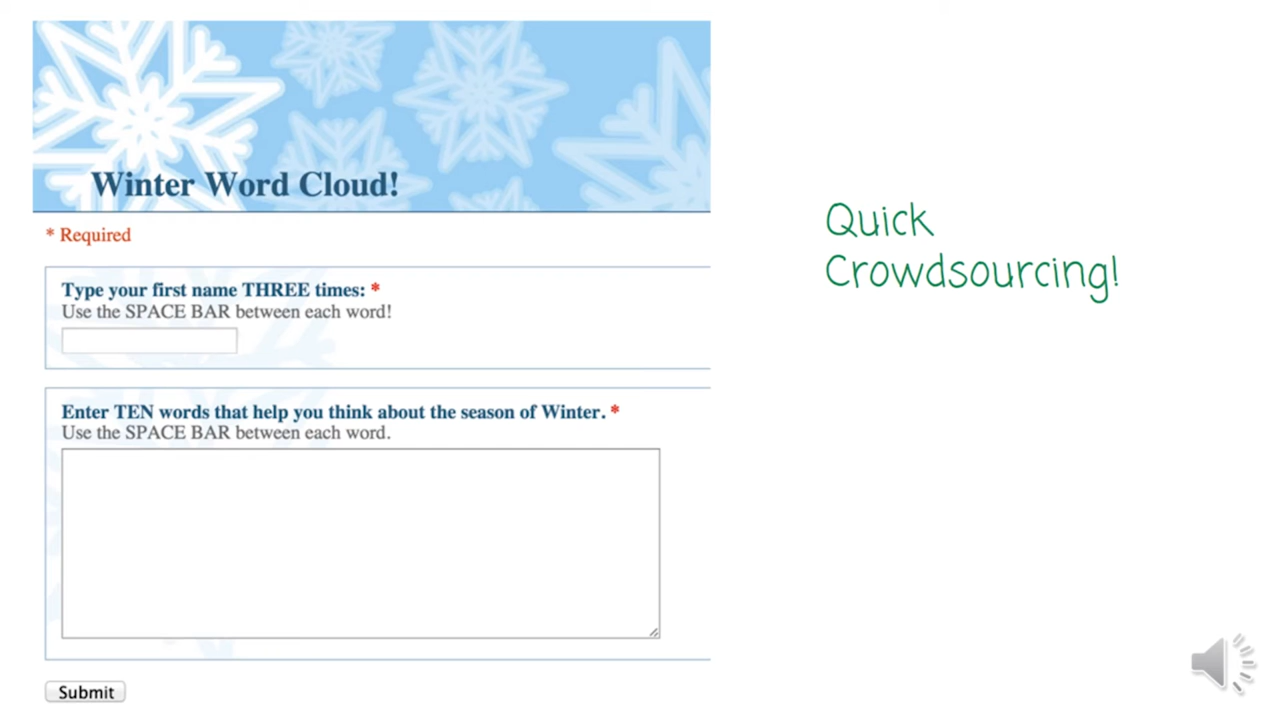 Winter Word Cloud!
* Required
Type your first name THREE times: *
Use the SPACE BAR between each word!
Enter TEN words that help you think about the season of Winter. *
Use the SPACE BAR between each word.
Submit
Quick
Crowdsourcing!